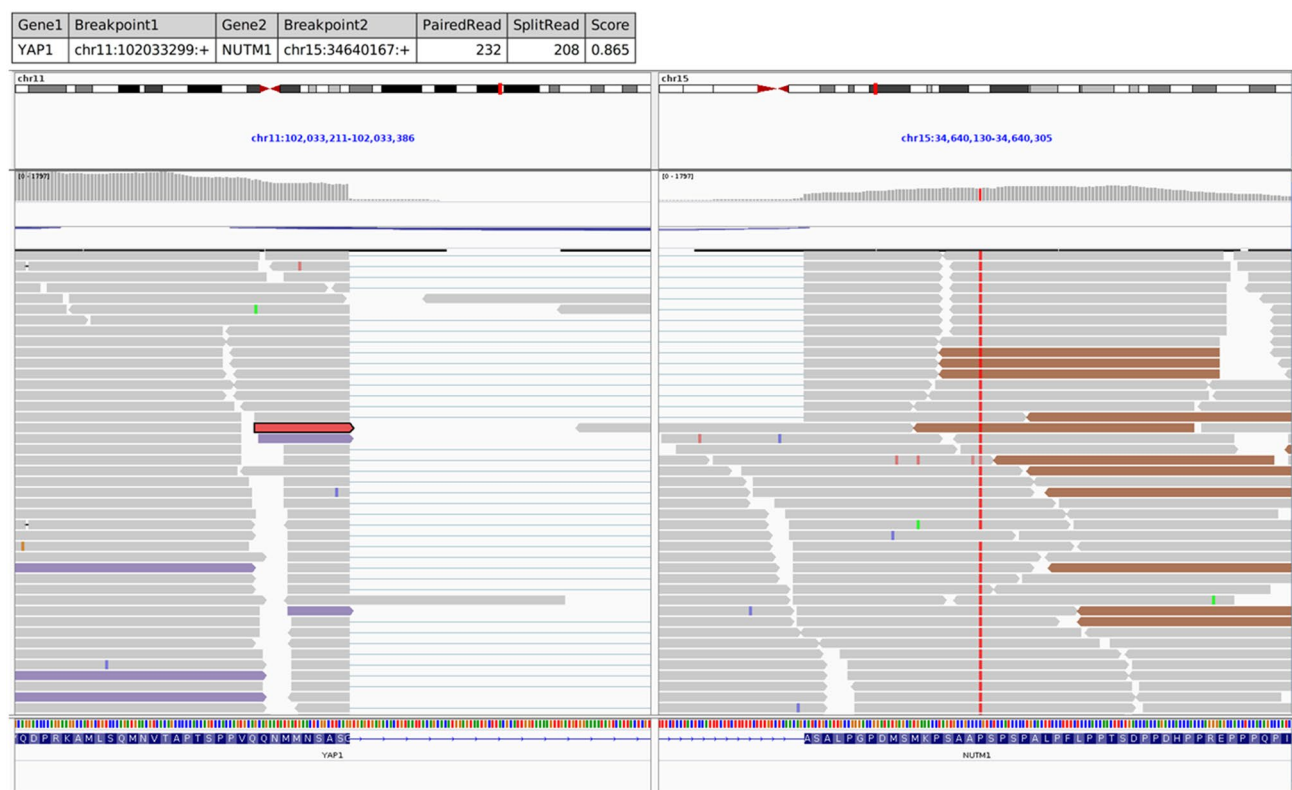 Gene1 Breakpoint1 Gene2 Breakpoint2 PairedRead SplitRead Score
YAP1 chr11:102033299:+ NUTM1 chr15:34640167:+ 232 208 0.865
chr11 chr15
chr11:102,033,211-102,033,386 chr15:34,640,130-34,640,305
[0 - 1797] [0 - 1797]
Q D P R K A M L S Q M N V T A P T S P P V Q Q N M M N S A S G A S A L P G P D M S M K P S A A P S P S P A L P F L P P T S D P P D H P P R E P P P Q P I
YAP1 NUTM1